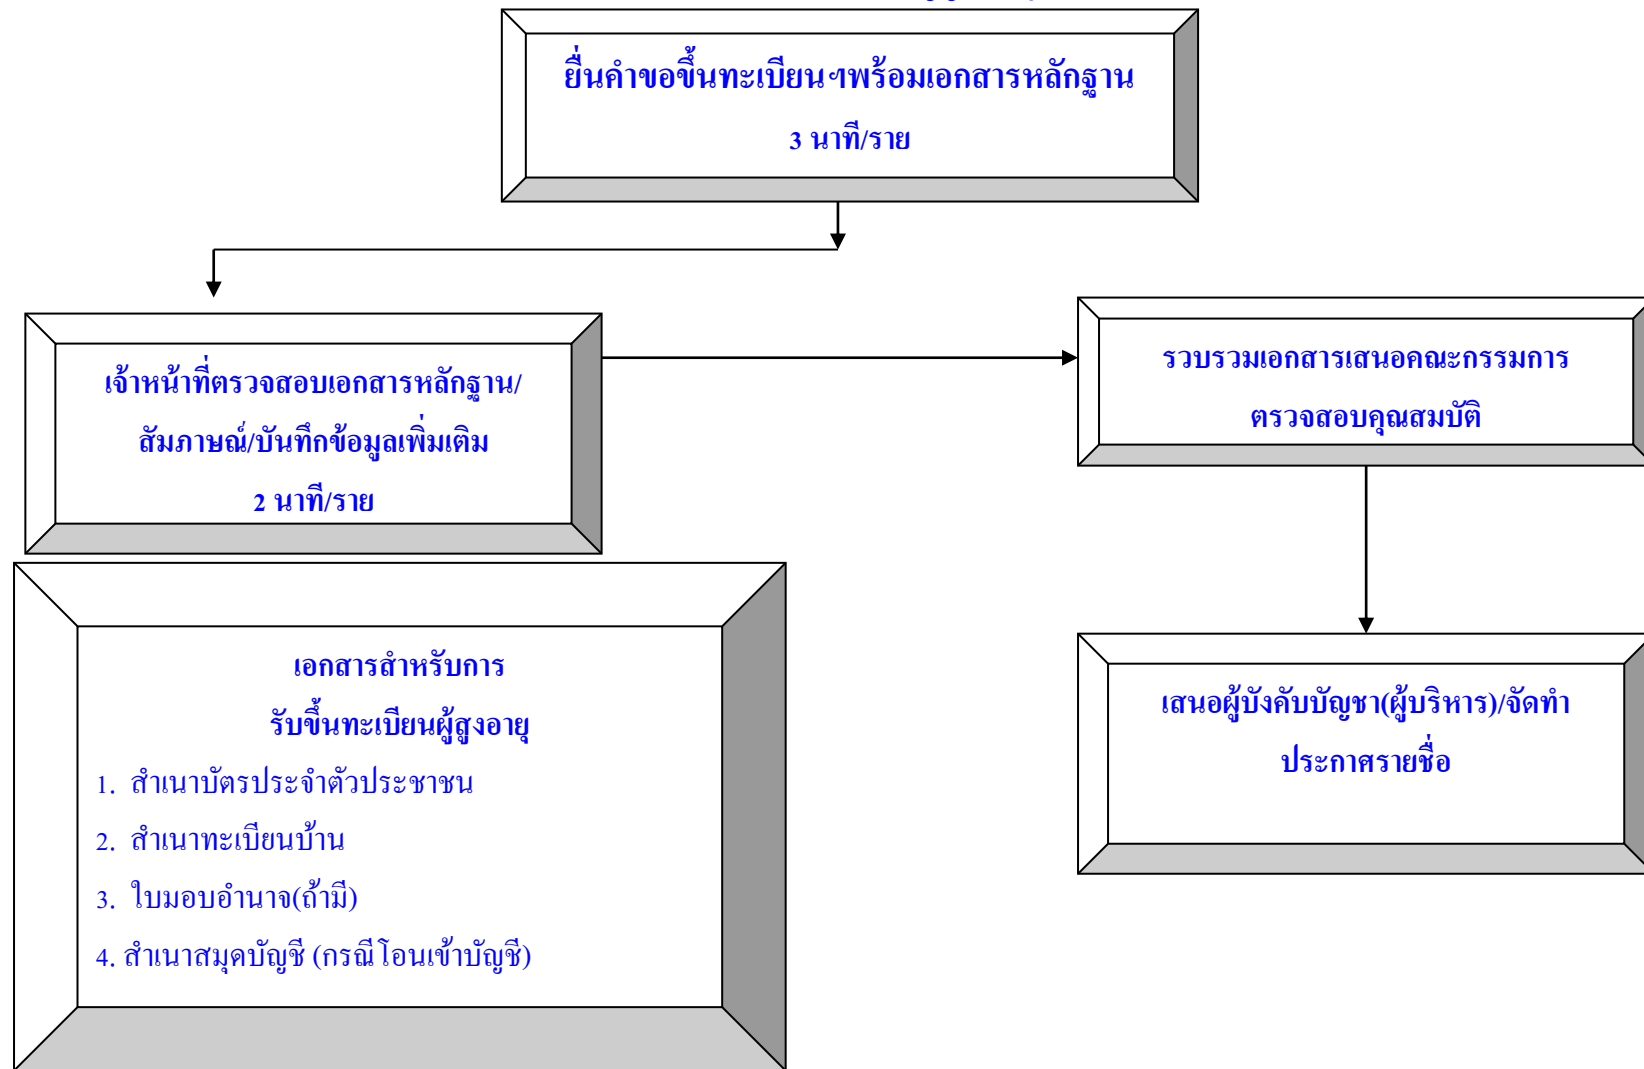 ยื่นคำขอขึ้นทะเบียนฯพร้อมเอกสารหลักฐาน
3 นาที/ราย
เจ้าหน้าที่ตรวจสอบเอกสารหลักฐาน/
สัมภาษณ์/บันทึกข้อมูลเพิ่มเติม
2 นาที/ราย
รวบรวมเอกสารเสนอคณะกรรมการ
ตรวจสอบคุณสมบัติ
เสนอผู้บังคับบัญชา(ผู้บริหาร)/จัดทำ
ประกาศรายชื่อ
เอกสารสำหรับการ
รับขึ้นทะเบียนผู้สูงอายุ
1. สำเนาบัตรประจำตัวประชาชน
2. สำเนาทะเบียนบ้าน
3. ใบมอบอำนาจ(ถ้ามี)
4. สำเนาสมุดบัญชี (กรณีโอนเข้าบัญชี)